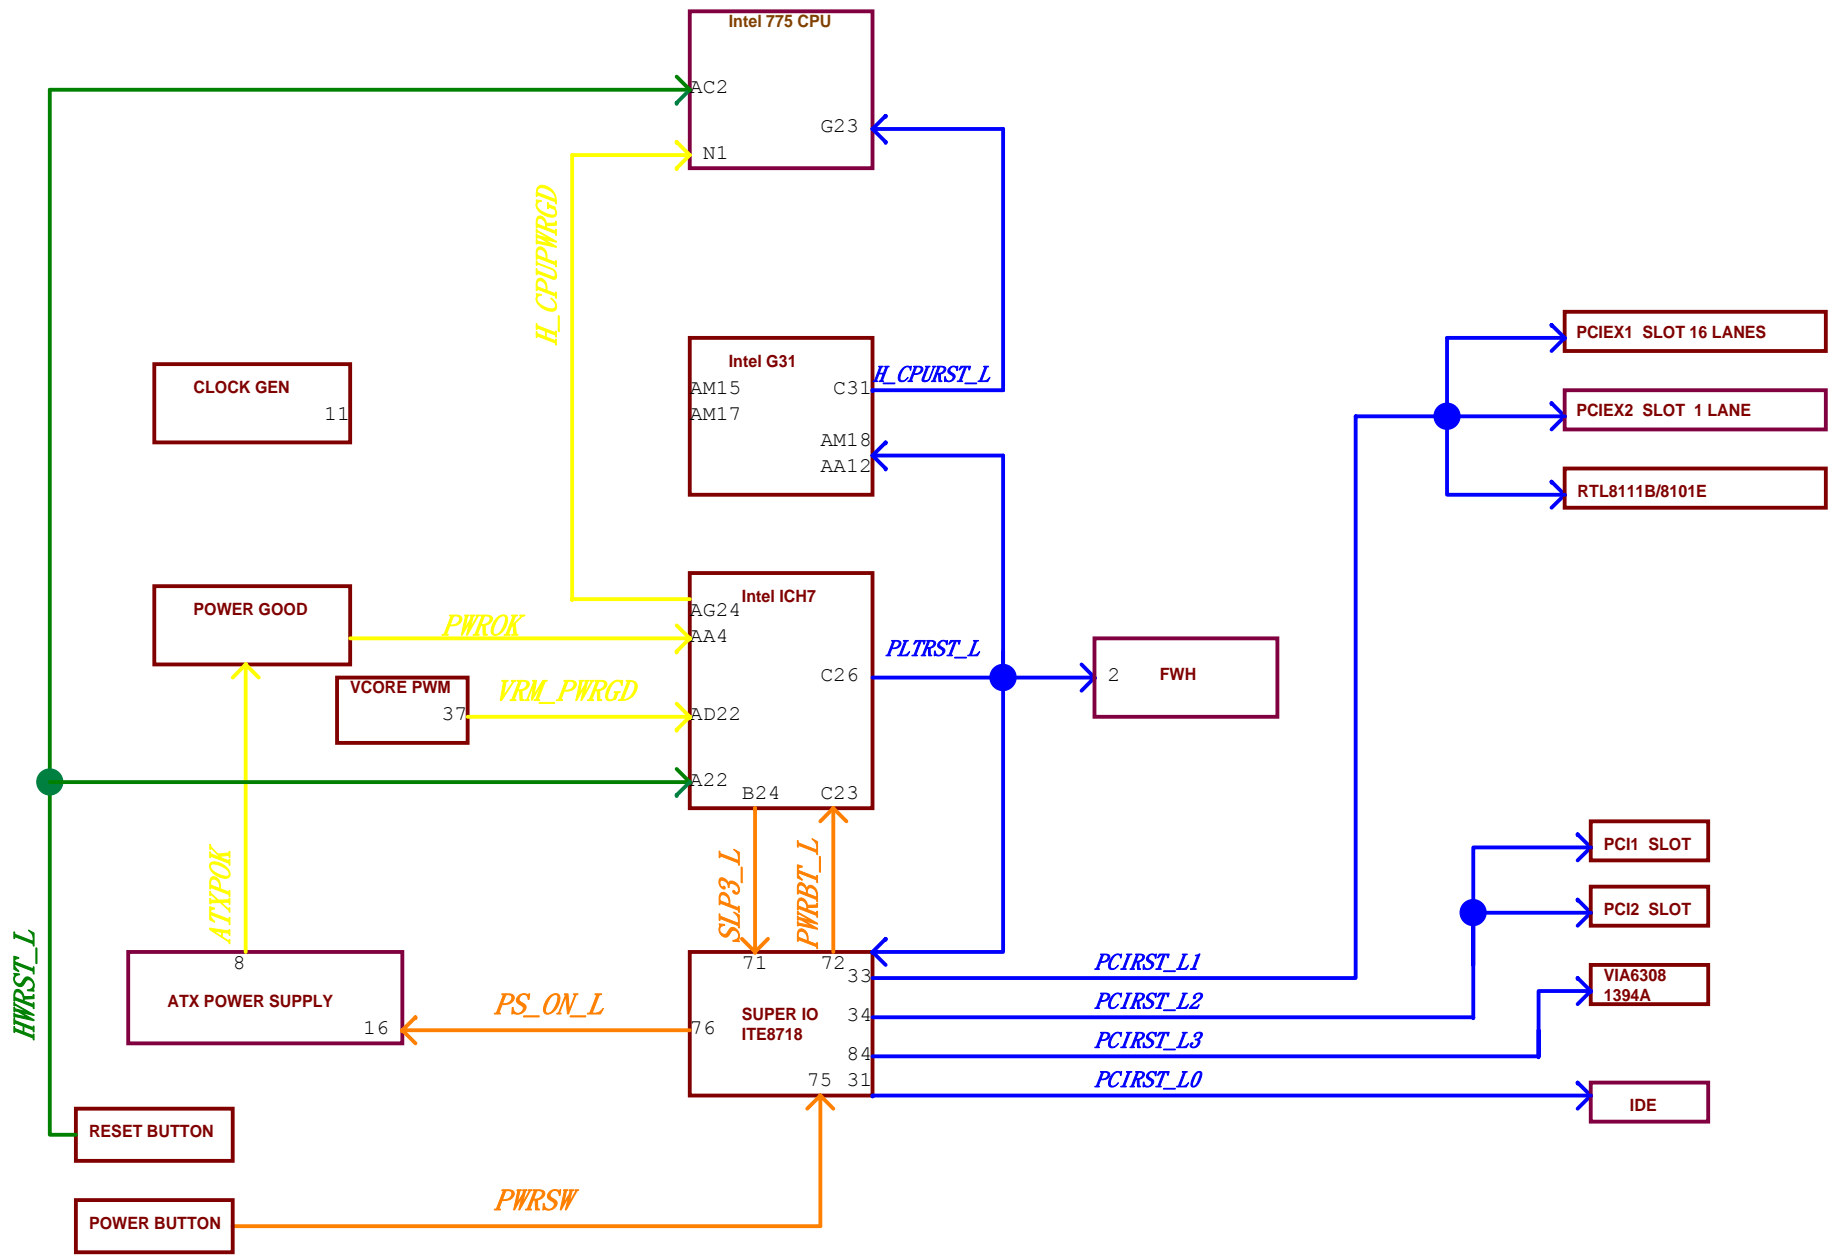 Intel 775 CPU
AC2
G23
N1
H_CPUPWRGD
PCIEX1 SLOT 16 LANES
Intel G31
H_CPURST_L
CLOCK GEN
AM15
C31
11
AM17
PCIEX2 SLOT 1 LANE
AM18
AA12
RTL8111B/8101E
Intel ICH7
POWER GOOD
AG24
PWROK
AA4
PLTRST_L
C26
2
FWH
VCORE PWM
37
VRM_PWRGD
AD22
A22
B24
C23
ATXPOK
SLP3_L
PWRBT_L
PCI1 SLOT
PCI2 SLOT
HWRST_L
8
71
72
33
PCIRST_L1
VIA6308
1394A
ATX POWER SUPPLY
16
PS_ON_L
76
SUPER IO
ITE8718
34
PCIRST_L2
84
PCIRST_L3
75
31
PCIRST_L0
IDE
RESET BUTTON
POWER BUTTON
PWRSW